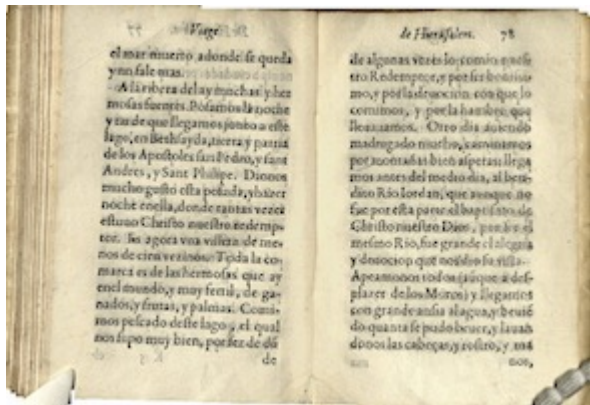 Viage
el mar muerto, adonde se queda
y no sale mas.
A la ribera del ay muchas y her
mosas fuentes. Posamos la noche
y tarde que llegamos junto a este
lago, en Bethsayda, tierra y patria
de los Apostoles san Pedro, y sant
Andres, y Sant Philipe. Dionos
mucho gusto esta posada, y hazer
noche en ella, donde tantas vezes
estuuo Christo nuestro redemp-
tor. Es agora vna villeta de me-
nos de cien vezinos. Toda la co-
marca es de las hermosas que ay
en el mundo, y muy fertil, de ga-
nados, y frutas, y palmas. Comi-
mos pescado deste lago, el qual
nos supo muy bien, por ser de dõ
de
de Hierusalem. 78
de algunas vezes lo comio nues-
tro Redemptor, y por ser bonissi-
mo, y por la deuocion con que lo
comimos, y por la hambre que
lleuauamos. Otro dia auiendo
madrugado mucho, caminamos
por montañas bien asperas: llega
mos antes del medio dia, al ben-
dito Rio Iordan, que aunque no
fue por esta parte el baptismo de
Christo nuestro Dios, por ser el
mesmo Rio, fue grande el alegria
y deuocion que nos dio su vista.
Apeamonos todos (aũque a des-
plazer de los Moros) y llegamos
con grande ansia al agua, y beuiẽ
do quanta se pudo beuer, y lauãn
donos las cabeças, y rostro, y ma
nos,